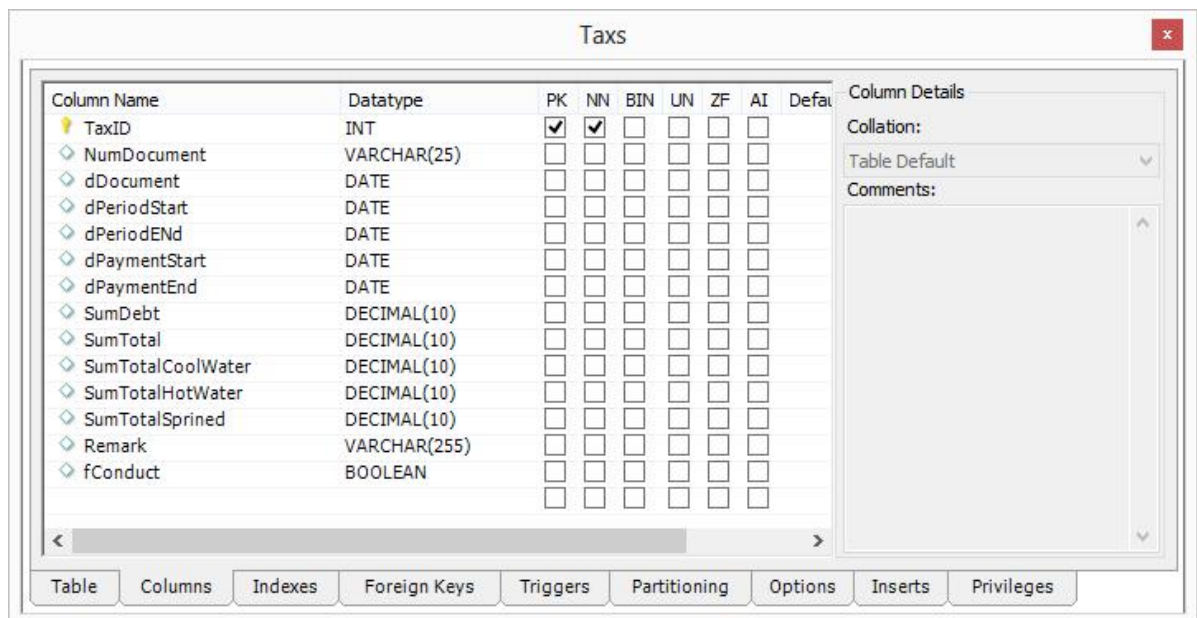 Taxs
x
Column Name Datatype PK NN BIN UN ZF AI Defau
TaxID INT
NumDocument VARCHAR(25)
dDocument DATE
dPeriodStart DATE
dPeriodENd DATE
dPaymentStart DATE
dPaymentEnd DATE
SumDebt DECIMAL(10)
SumTotal DECIMAL(10)
SumTotalCoolWater DECIMAL(10)
SumTotalHotWater DECIMAL(10)
SumTotalSprined DECIMAL(10)
Remark VARCHAR(255)
fConduct BOOLEAN
Column Details
Collation:
Table Default
Comments:
Table Columns Indexes Foreign Keys Triggers Partitioning Options Inserts Privileges